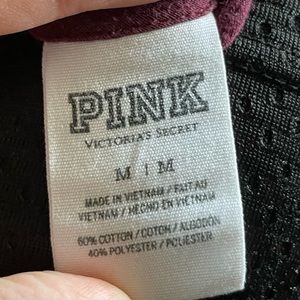 PINK
VICTORIA'S SECRET
M | M
MADE IN VIETNAM / FAIT AU
VIETNAM / HECHO EN VIETNAM
60% COTTON / COTON / ALGODÓN
40% POLYESTER / POLIESTER